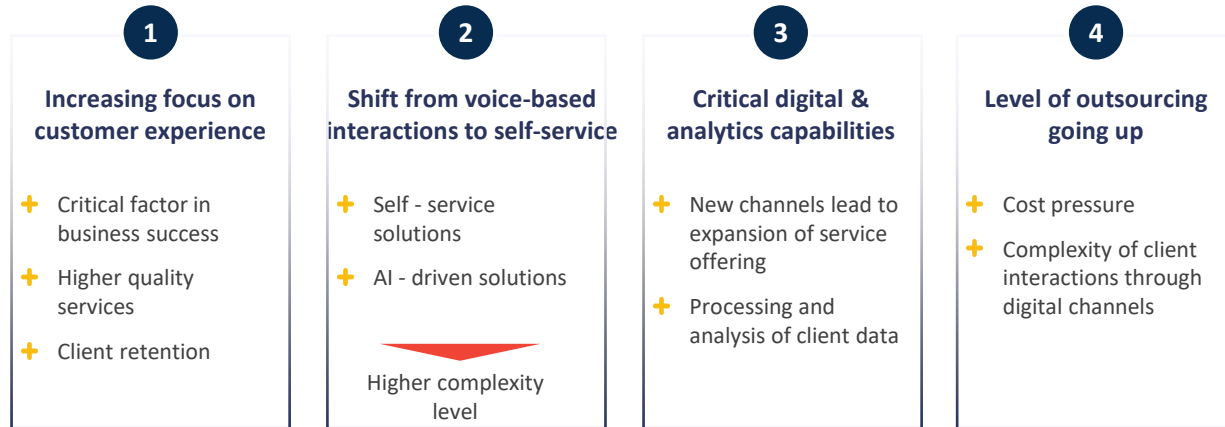 1
Increasing focus on
customer experience
Critical factor in
business success
Higher quality
services
Client retention
2
Shift from voice-based
interactions to self-service
Self - service
solutions
AI - driven solutions
Higher complexity
level
3
Critical digital &
analytics capabilities
New channels lead to
expansion of service
offering
Processing and
analysis of client data
4
Level of outsourcing
going up
Cost pressure
Complexity of client
interactions through
digital channels